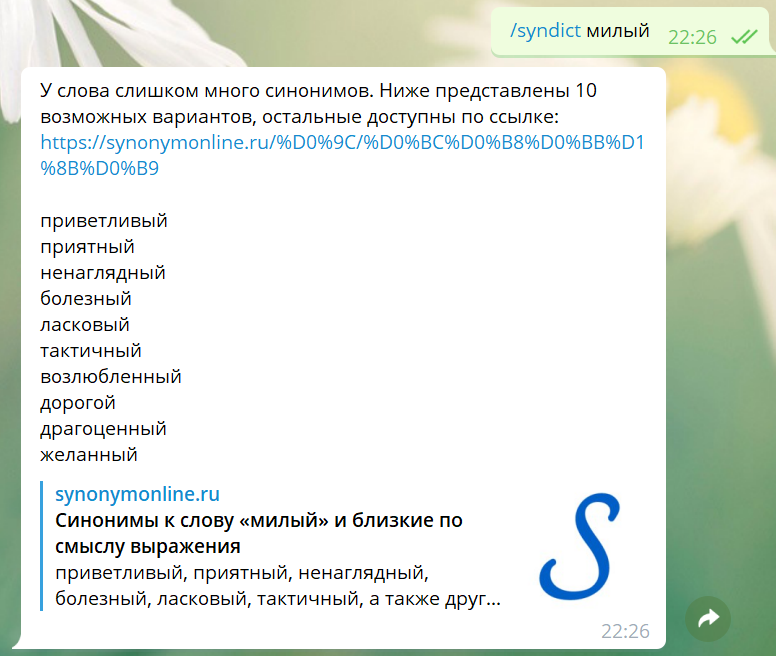 /syndict милый 22:26
У слова слишком много синонимов. Ниже представлены 10
возможных вариантов, остальные доступны по ссылке:
https://synonymonline.ru/%D0%9C/%D0%BC%D0%B8%D0%BB%D1
%8B%D0%B9
приветливый
приятный
ненаглядный
болезный
ласковый
тактичный
возлюбленный
дорогой
драгоценный
желанный
synonymonline.ru
Синонимы к слову «милый» и близкие по
смыслу выражения
приветливый, приятный, ненаглядный,
болезный, ласковый, тактичный, а также друг...
S
22:26